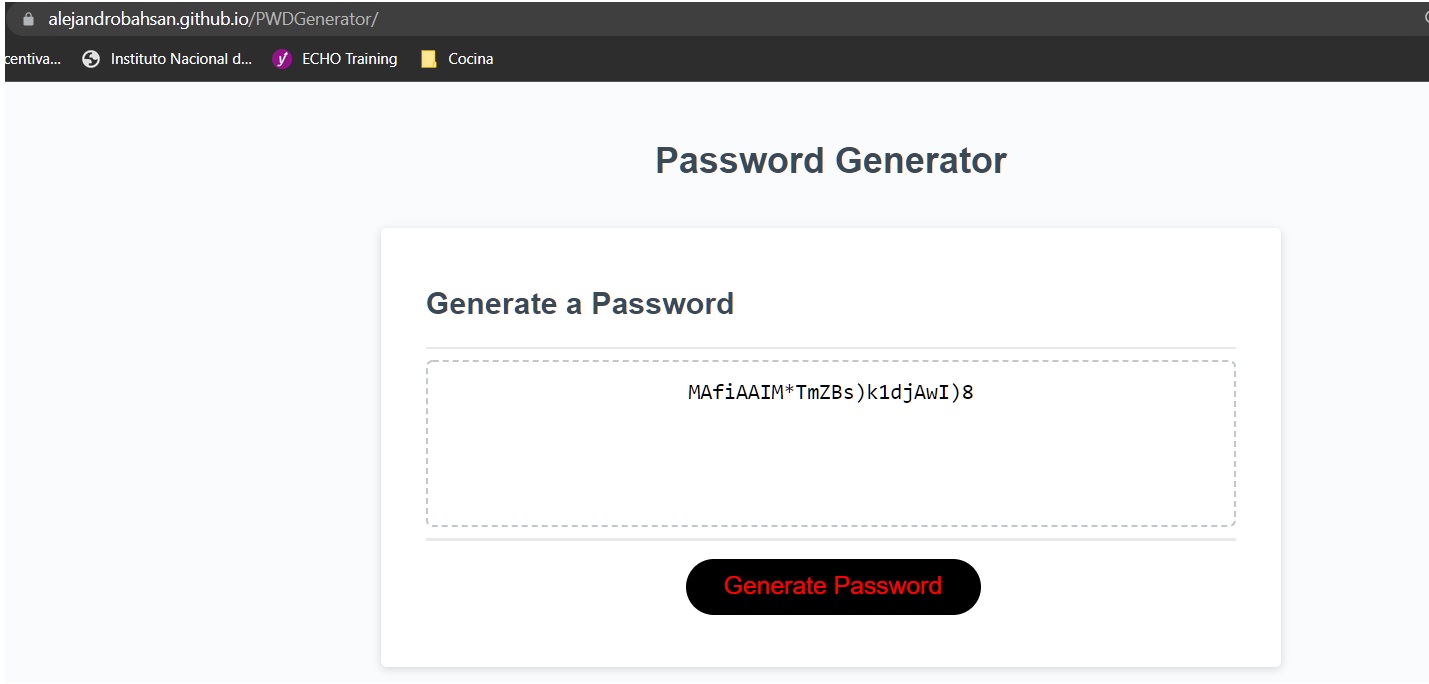 alejandrobahsan.github.io/PWDGenerator/
centiva... Instituto Nacional d... ECHO Training Cocina
Password Generator
Generate a Password
MAfiAAIM*TmZBs)k1djAwI)8
Generate Password